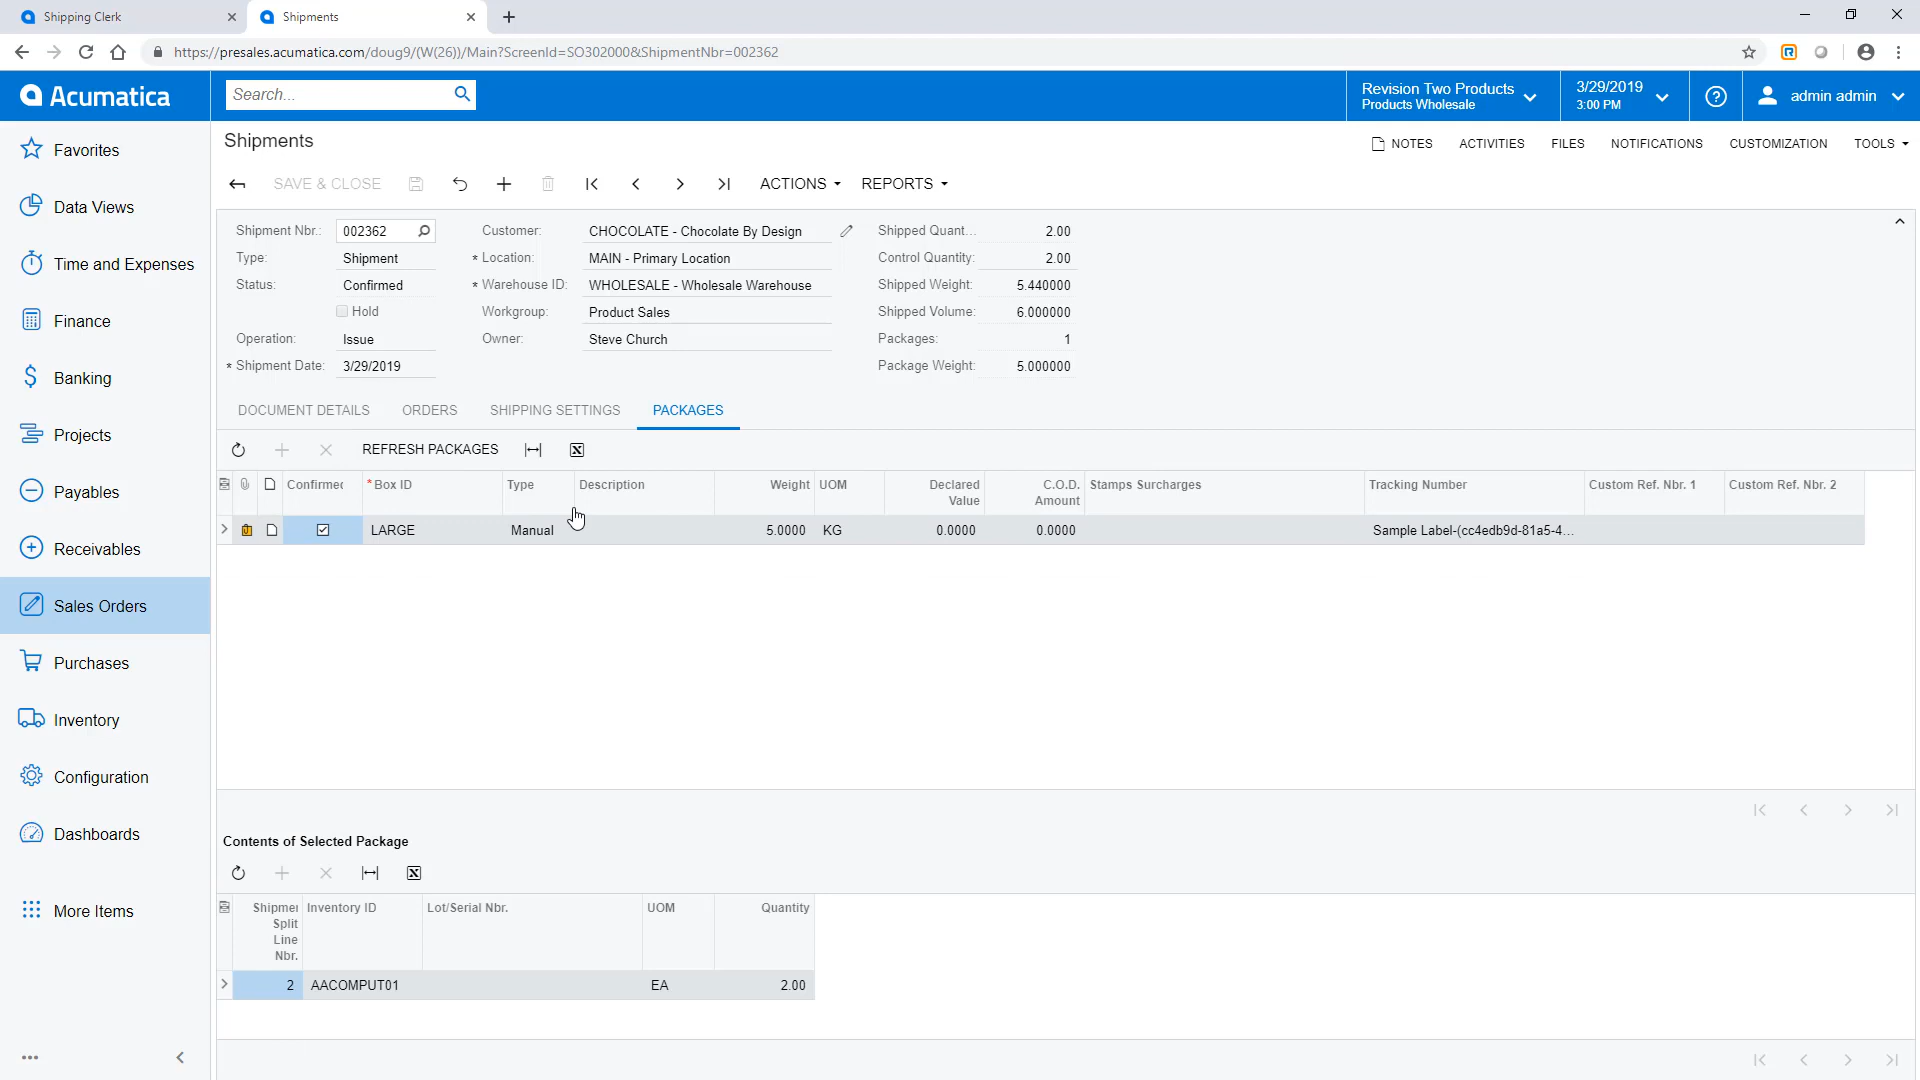 Shipping Clerk
Shipments
https://presales.acumatica.com/doug9/(W(26))/Main?ScreenId=SO302000&ShipmentNbr=002362
Acumatica
Search...
Revision Two Products
Products Wholesale
3/29/2019
3:00 PM
admin admin
Favorites
Data Views
Time and Expenses
Finance
Banking
Projects
Payables
Receivables
Sales Orders
Purchases
Inventory
Configuration
Dashboards
More Items
Shipments
NOTES ACTIVITIES FILES NOTIFICATIONS CUSTOMIZATION TOOLS
SAVE & CLOSE ACTIONS REPORTS
Shipment Nbr.: 002362 Customer: CHOCOLATE - Chocolate By Design Shipped Quant... 2.00
Type: Shipment * Location: MAIN - Primary Location Control Quantity: 2.00
Status: Confirmed * Warehouse ID: WHOLESALE - Wholesale Warehouse Shipped Weight: 5.440000
Hold Workgroup: Product Sales Shipped Volume: 6.000000
Operation: Issue Owner: Steve Church Packages: 1
* Shipment Date: 3/29/2019 Package Weight: 5.000000
DOCUMENT DETAILS ORDERS SHIPPING SETTINGS PACKAGES
REFRESH PACKAGES
Confirmed *Box ID Type Description Weight UOM Declared Value C.O.D. Amount Stamps Surcharges Tracking Number Custom Ref. Nbr. 1 Custom Ref. Nbr. 2
LARGE Manual 5.0000 KG 0.0000 0.0000 Sample Label-(cc4edb9d-81a5-4...
Contents of Selected Package
Shipmen Split Line Nbr. Inventory ID Lot/Serial Nbr. UOM Quantity
2 AACOMPUT01 EA 2.00